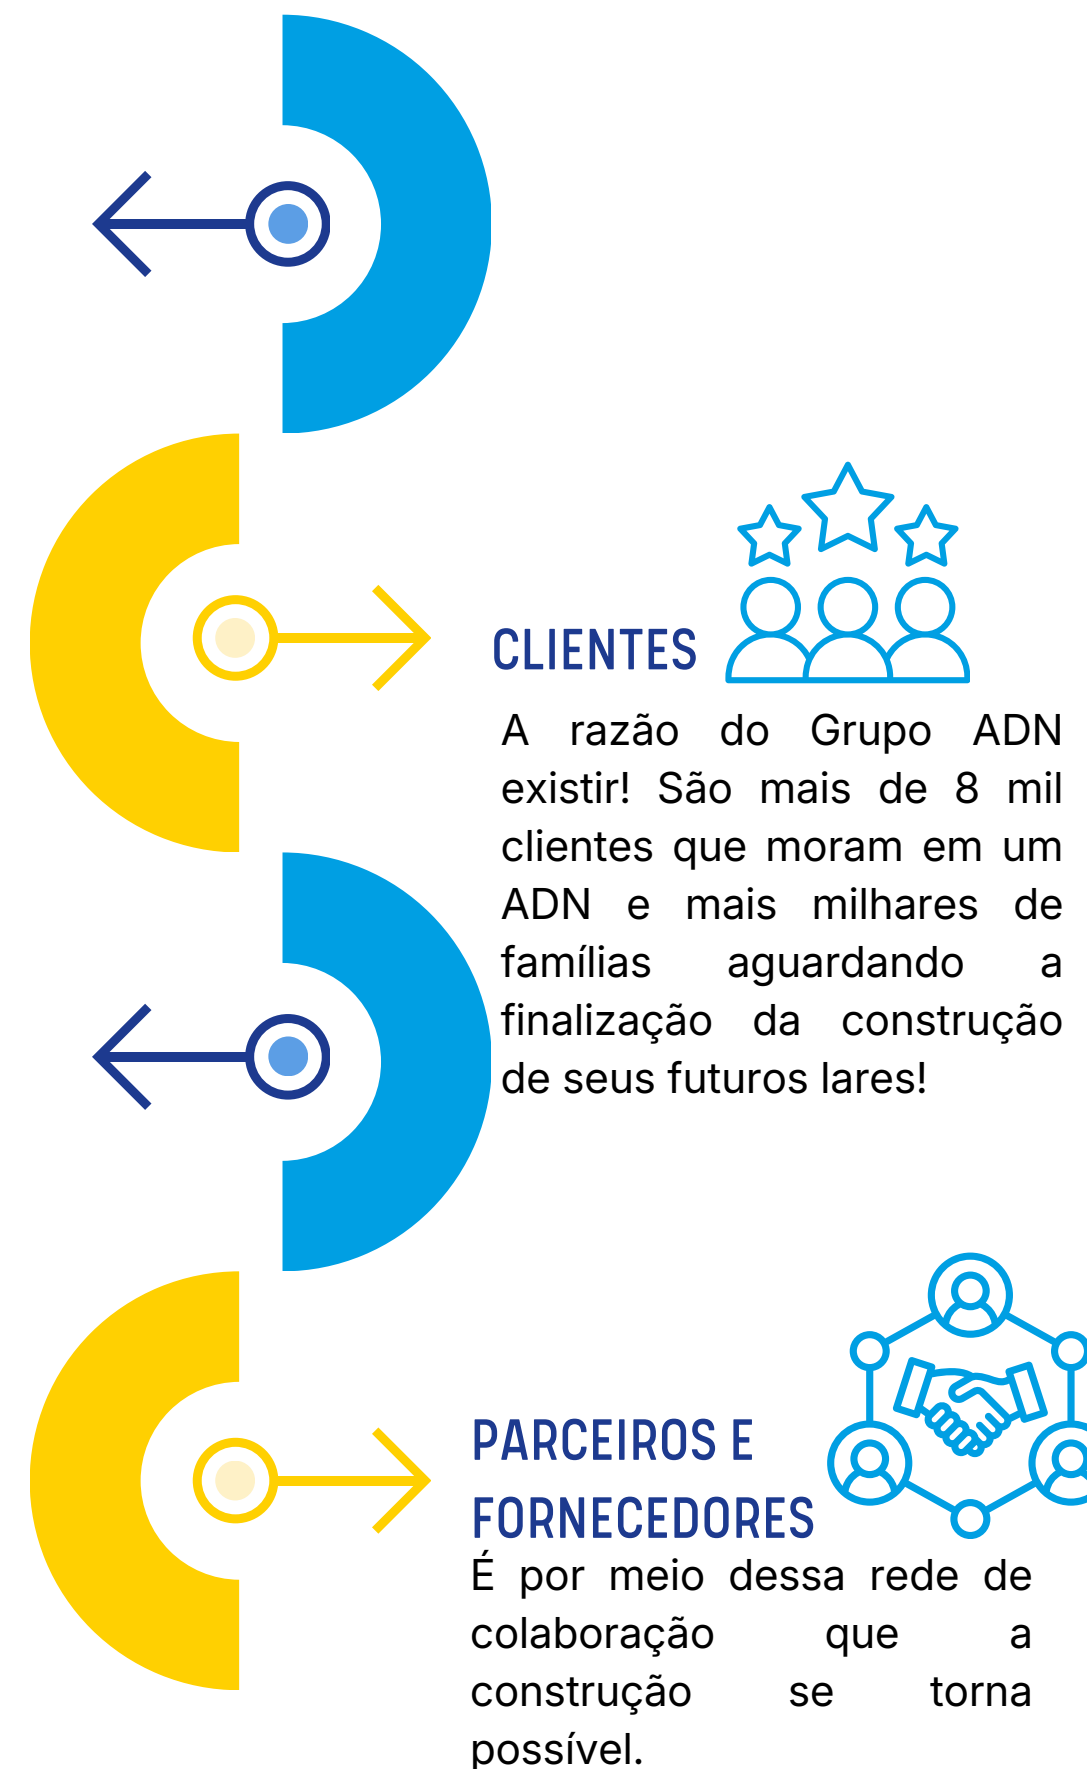 CLIENTES
A razão do Grupo ADN
existir! São mais de 8 mil
clientes que moram em um
ADN e mais milhares de
famílias aguardando a
finalização da construção
de seus futuros lares!
PARCEIROS E
FORNECEDORES
É por meio dessa rede de
colaboração que a
construção se torna
possível.